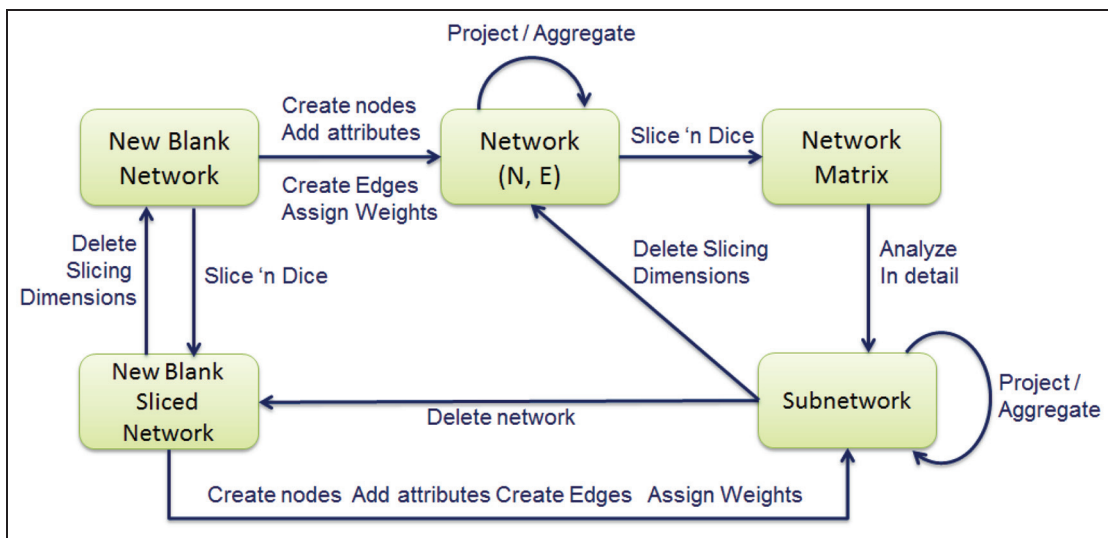 Project / Aggregate
New Blank
Network
Create nodes
Add attributes
Create Edges
Assign Weights
Network
(N, E)
Slice ‘n Dice
Network
Matrix
Delete
Slicing
Dimensions
Slice ‘n Dice
Delete Slicing
Dimensions
Analyze
In detail
New Blank
Sliced
Network
Delete network
Subnetwork
Project /
Aggregate
Create nodes Add attributes Create Edges Assign Weights